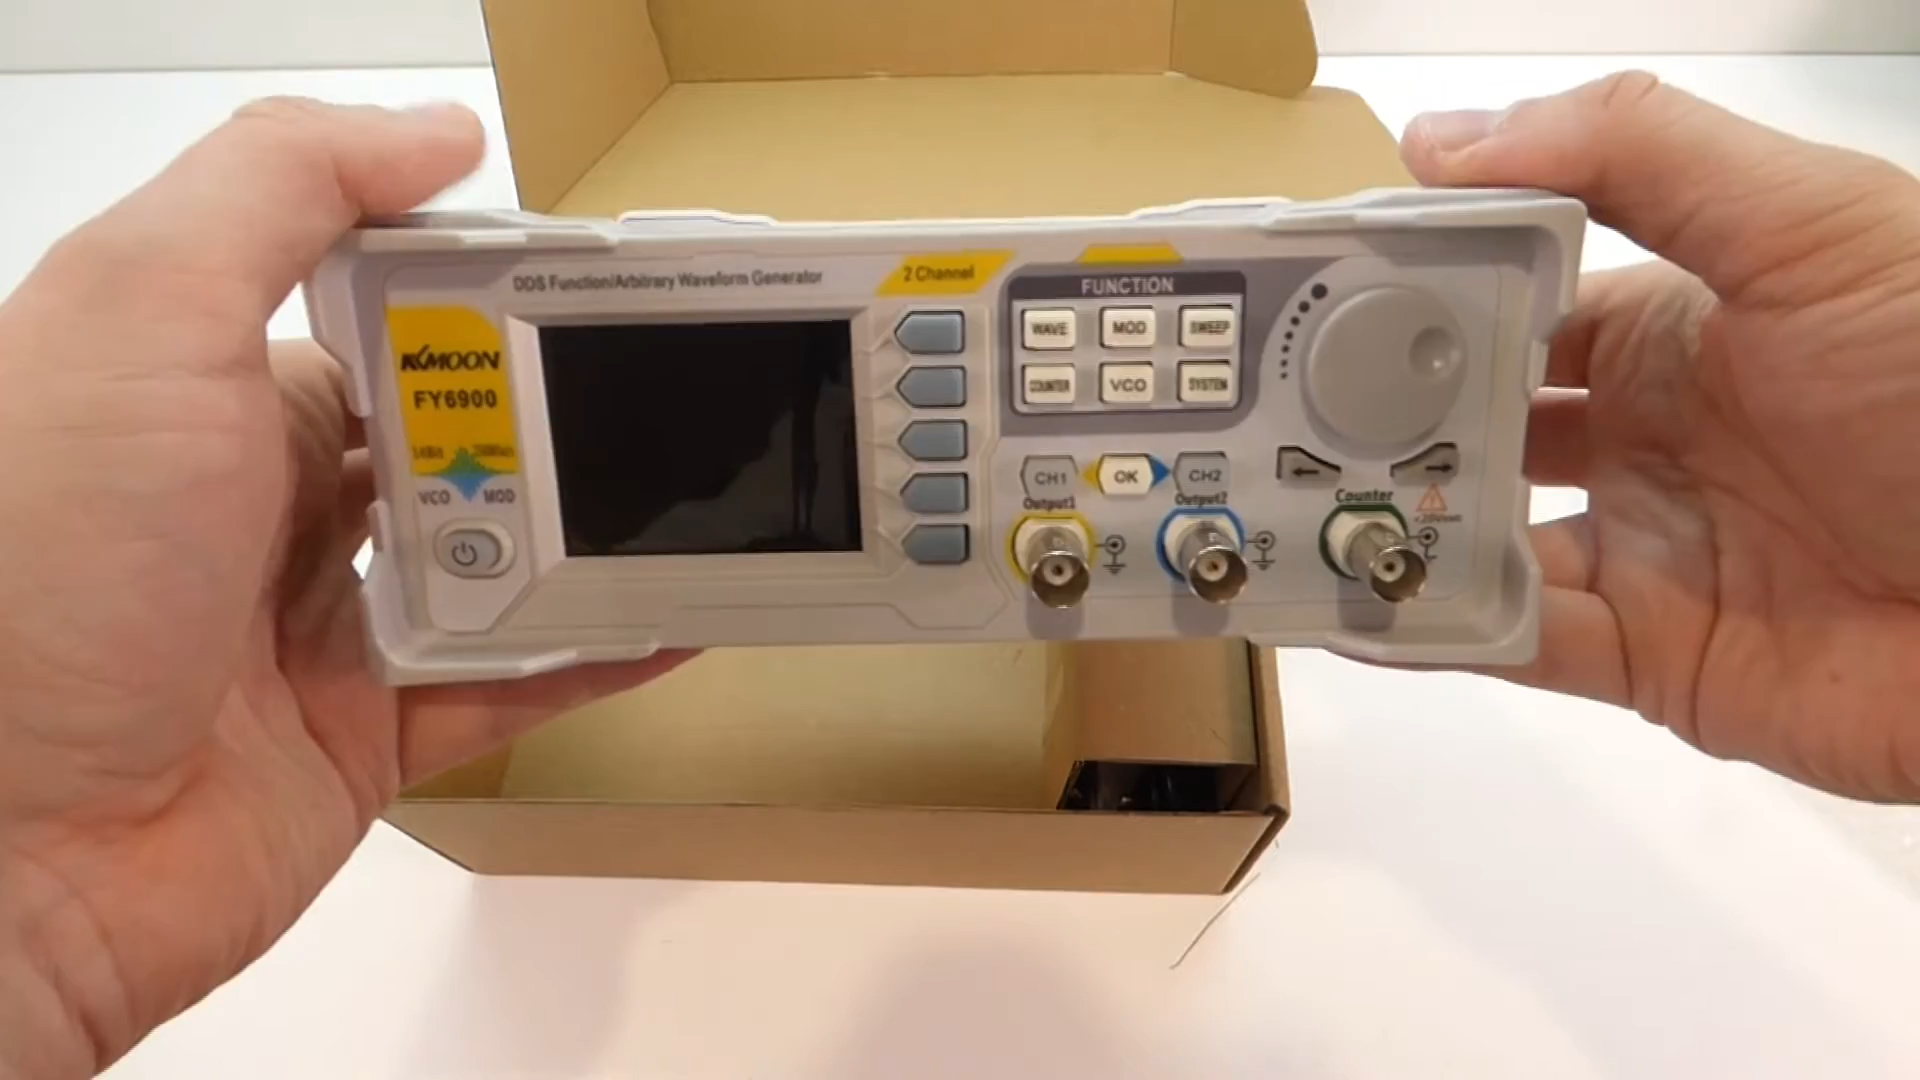 DDS Function/Arbitrary Waveform Generator
2 Channel
KKMOON
FY6900
VCO MOD
FUNCTION
WAVE MOD SWEEP
COUNTER VCO SYSTEM
CH1 OK CH2
Output1 Output2
Counter